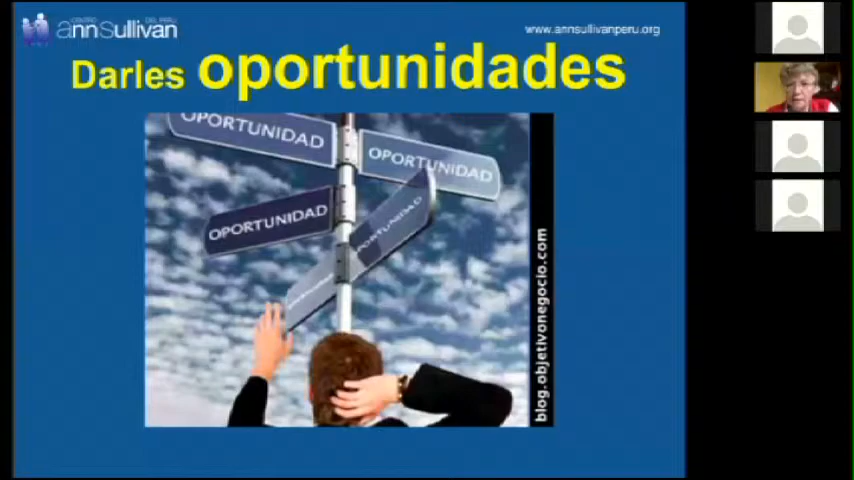 CENTRO
DEL PERÚ
annSullivan
www.annsullivanperu.org
Darles oportunidades
OPORTUNIDAD
OPORTUNIDAD
OPORTUNIDAD
OPORTUNIDAD
blog.objetivonegocio.com